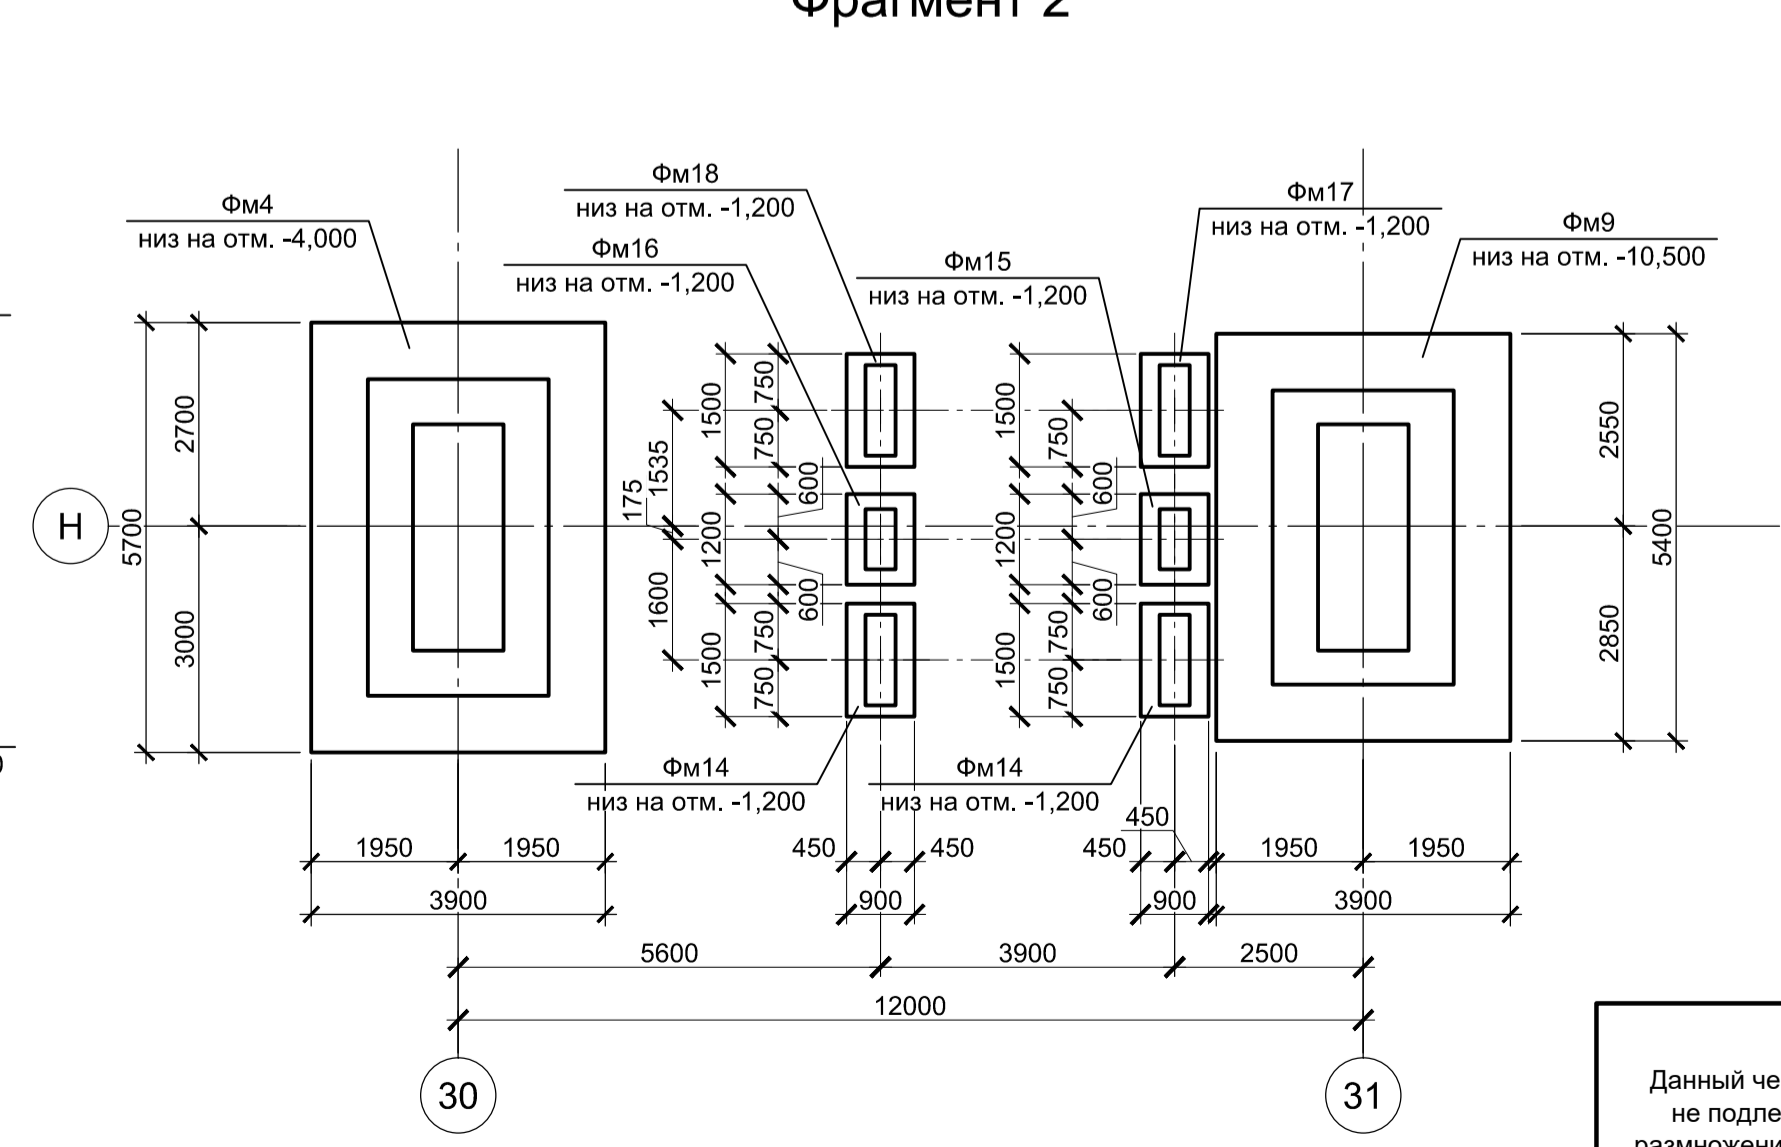 Фрагмент 2
Фм18
низ на отм. -1,200
Фм17
низ на отм. -1,200
Фм4
низ на отм. -4,000
Фм9
низ на отм. -10,500
Фм16
низ на отм. -1,200
Фм15
низ на отм. -1,200
2700
3000
5700
Н
175
1535
1600
1500
1200
1500
750
750
600
600
750
750
1500
1200
1500
750
600
600
750
750
2550
2850
5400
Фм14
низ на отм. -1,200
Фм14
низ на отм. -1,200
450
1950
1950
450
450
450
1950
1950
3900
900
900
3900
5600
3900
2500
12000
30
31
Данный че
не подле
размножени